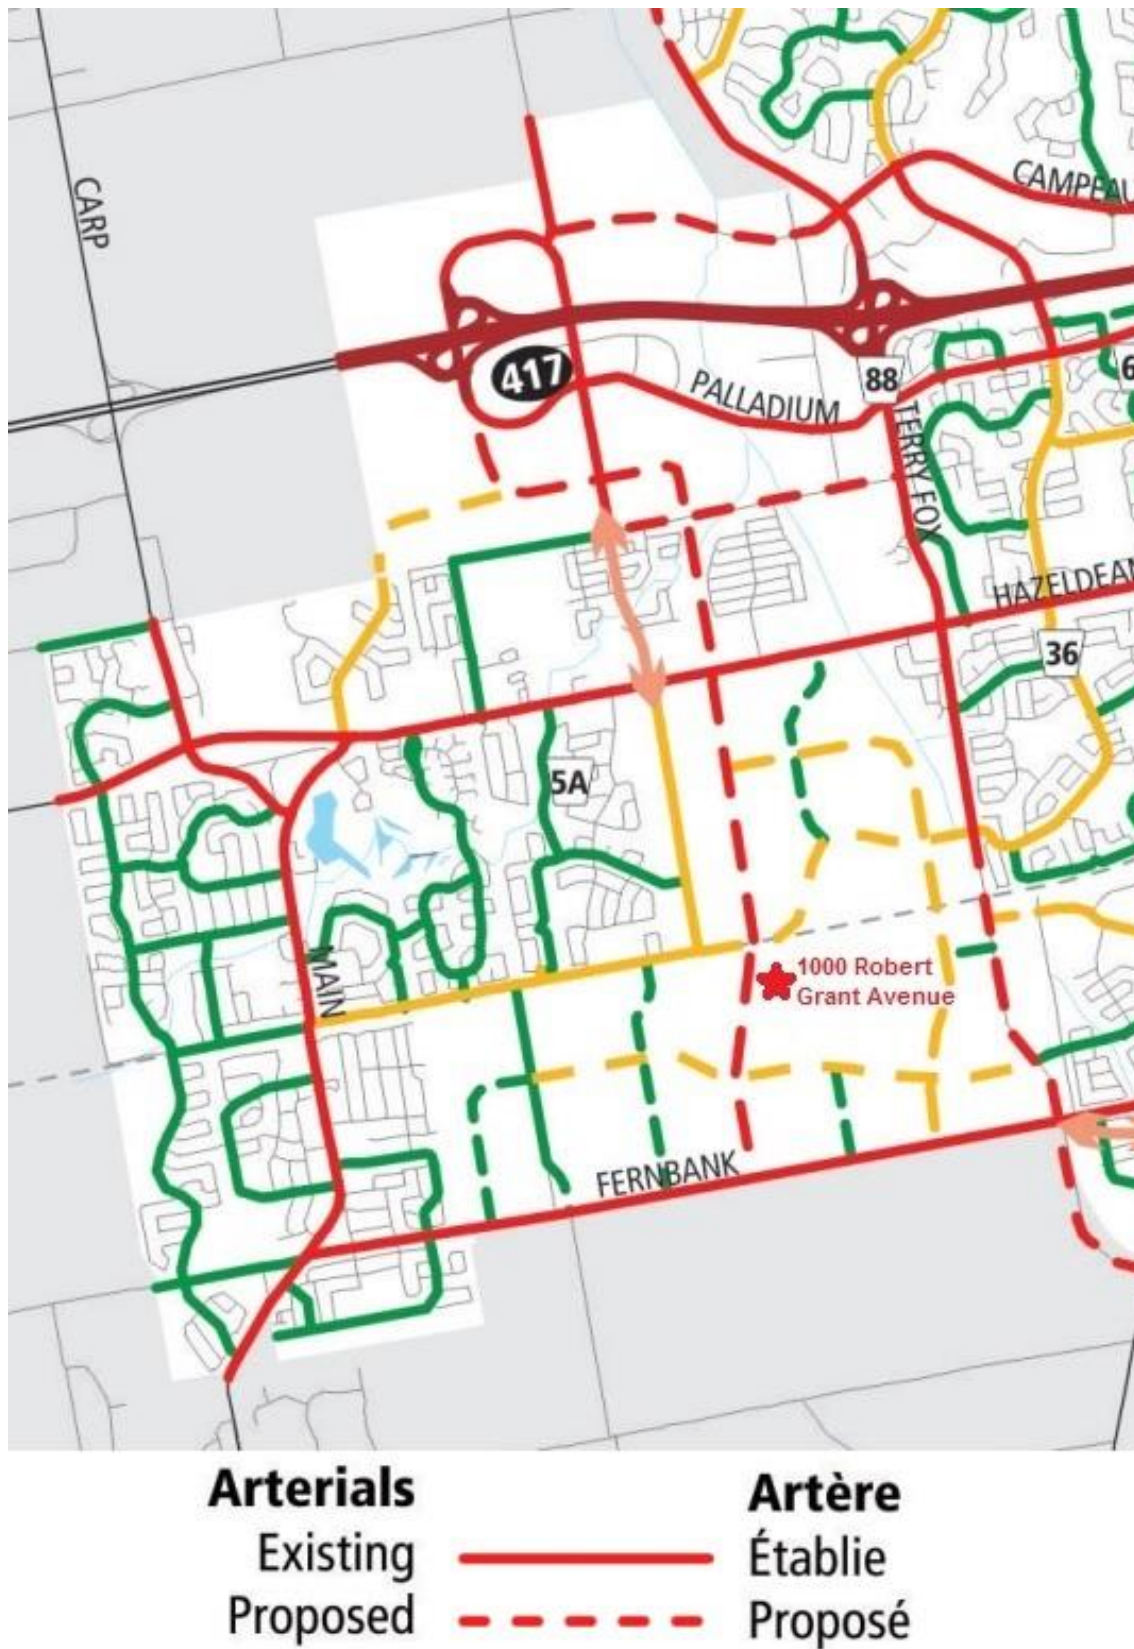 CARP
CAMPEAU
417
PALLADIUM
88
6
TERRY FOX
HAZELDEAN
36
5A
MAIN
1000 Robert
Grant Avenue
FERNBANK
Arterials
Artère
Existing
Établie
Proposed
Proposé